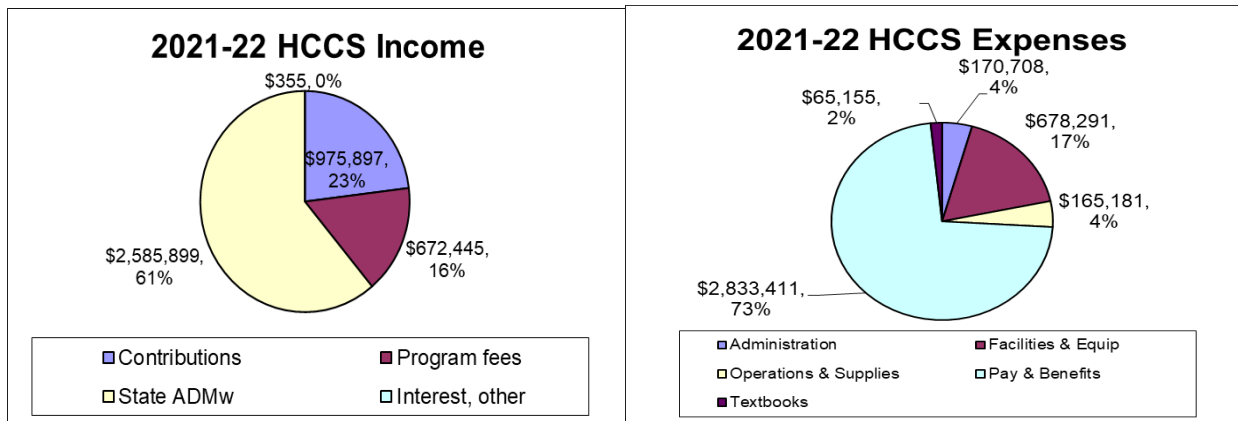 2021-22 HCCS Income
$355, 0%
$975,897,
23%
$2,585,899,
61%
$672,445,
16%
Contributions
Program fees
State ADMw
Interest, other
2021-22 HCCS Expenses
$170,708,
4%
$65,155,
2%
$678,291,
17%
$165,181,
4%
$2,833,411,
73%
Administration
Facilities & Equip
Operations & Supplies
Pay & Benefits
Textbooks